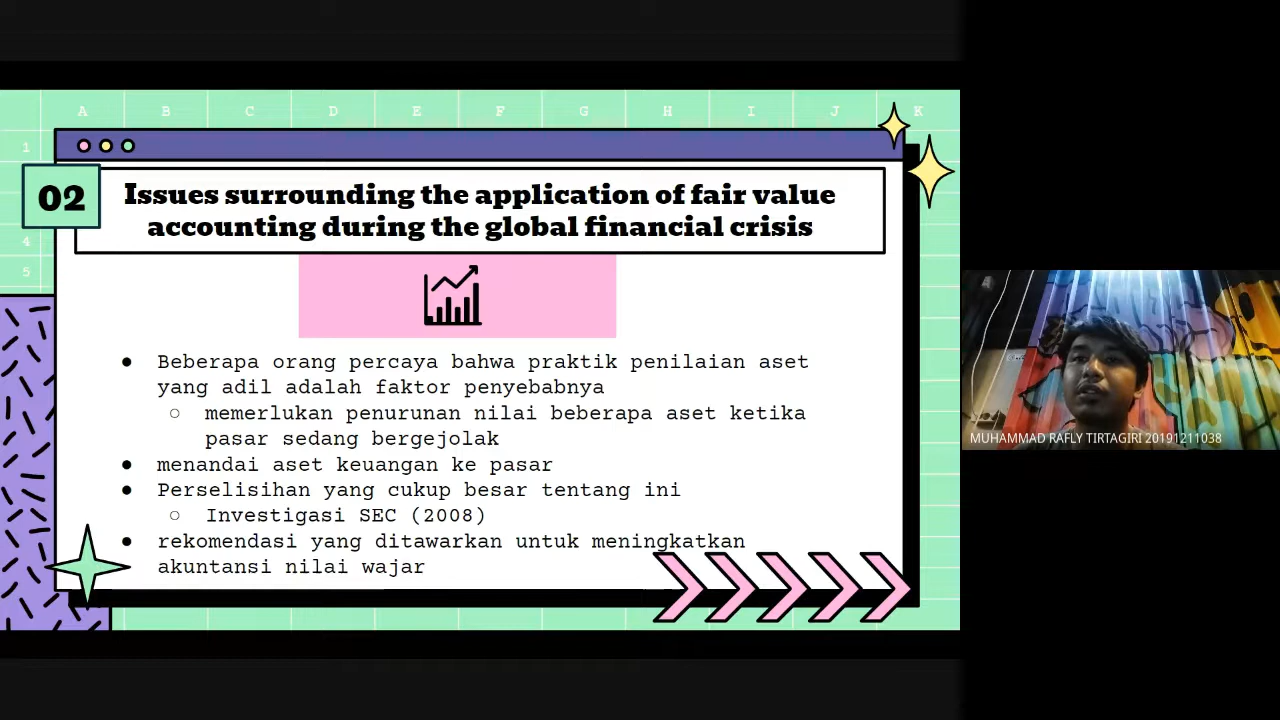 A B C D E F G H I J K
1
02
Issues surrounding the application of fair value
accounting during the global financial crisis
4
5
● Beberapa orang percaya bahwa praktik penilaian aset
yang adil adalah faktor penyebabnya
○ memerlukan penurunan nilai beberapa aset ketika
pasar sedang bergejolak
● menandai aset keuangan ke pasar
● Perselisihan yang cukup besar tentang ini
○ Investigasi SEC (2008)
● rekomendasi yang ditawarkan untuk meningkatkan
akuntansi nilai wajar
MUHAMMAD RAFLY TIRTAGIRI 20191211038